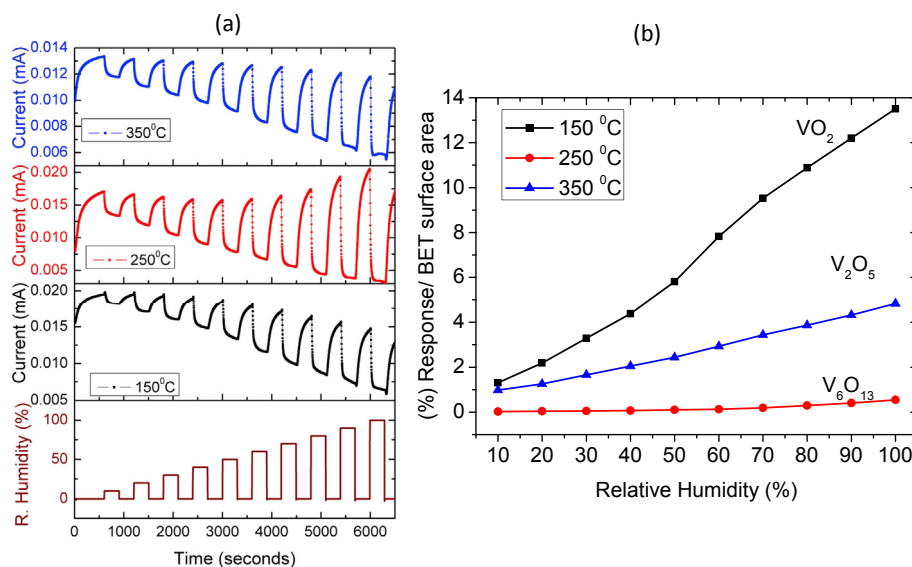 (a)
0.014
0.012
0.010
0.008
0.006
Current (mA)
350⁰C
0.020
0.015
0.010
0.005
Current (mA)
250⁰C
0.020
0.015
0.010
0.005
Current (mA)
150⁰C
100
50
0
R. Humidity (%)
0 1000 2000 3000 4000 5000 6000
Time (seconds)
(b)
14
12
10
8
6
4
2
0
(%) Response/ BET surface area
150 ⁰C
250 ⁰C
350 ⁰C
VO₂
V₂O₅
V₆O₁₃
10 20 30 40 50 60 70 80 90 100
Relative Humidity (%)